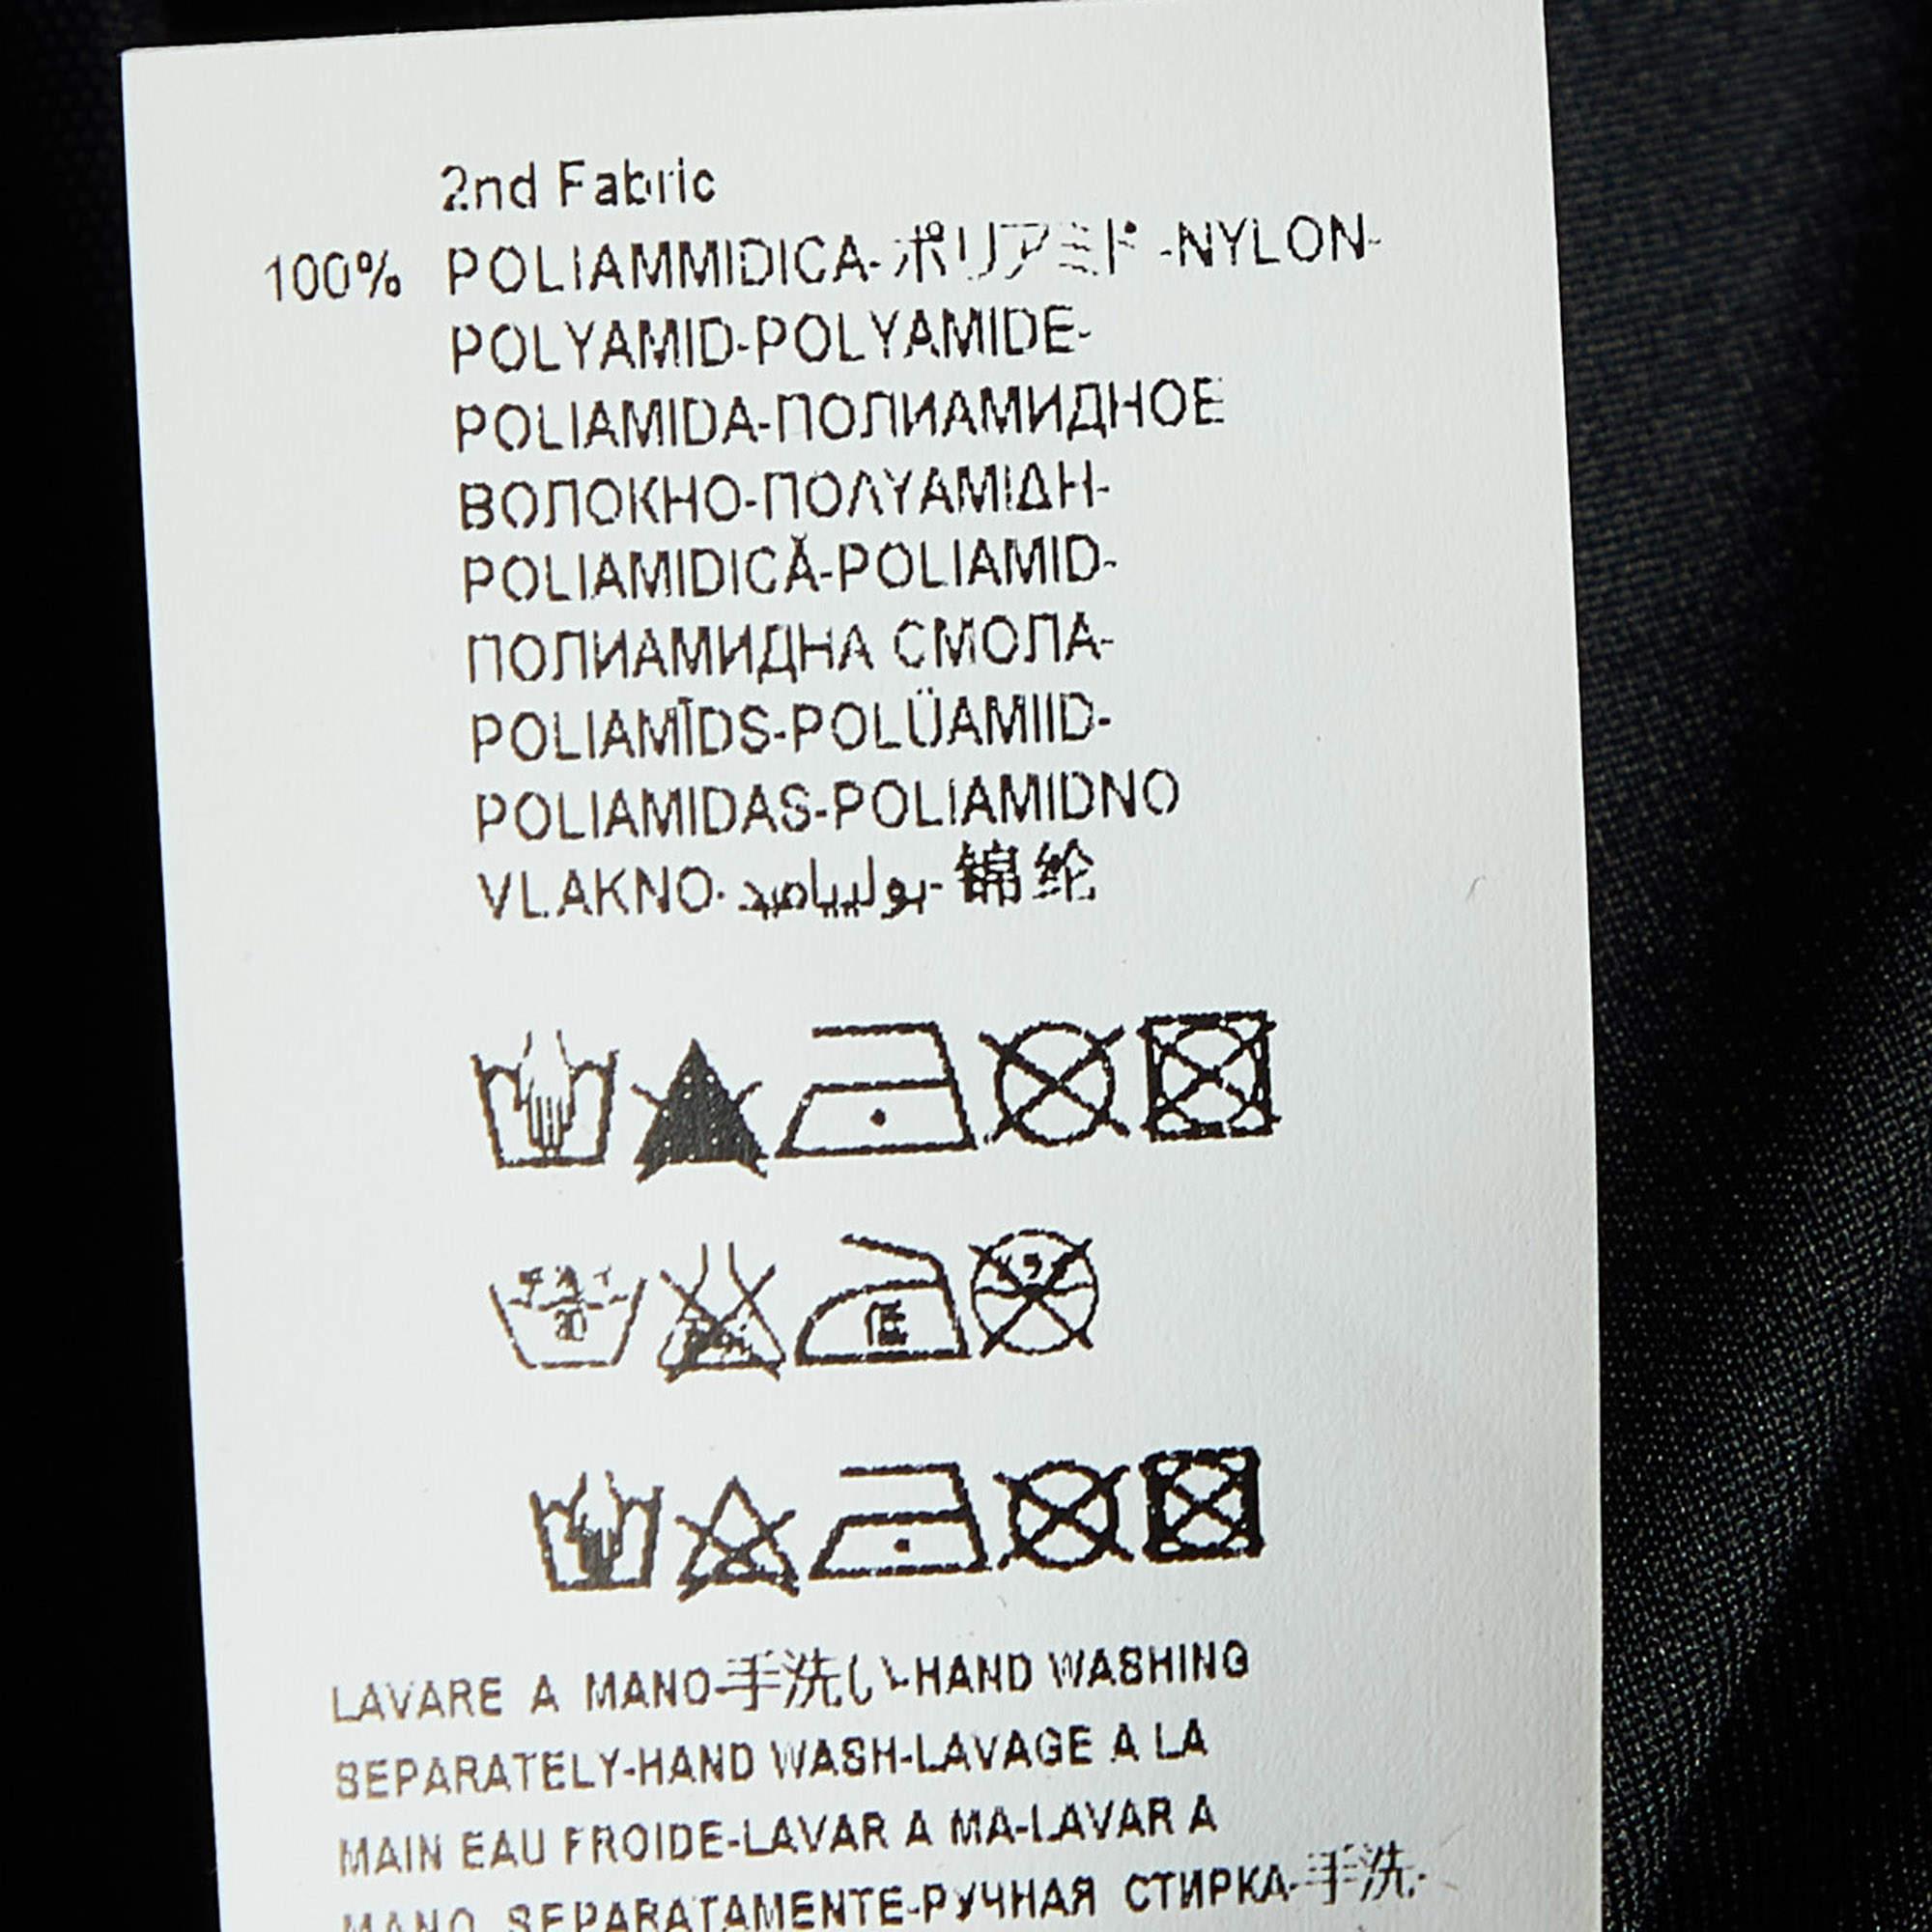 2nd Fabric
100% POLIAMMIDICA-ポリアミド-NYLON-
POLYAMID-POLYAMIDE-
POLIAMIDA-ПОЛИАМИДНОЕ
ВОЛОКНО-ΠΟΛΥΑΜΙΔΗ-
POLIAMIDICĂ-POLIAMID-
ПОЛИАМИДНА СМОЛА-
POLIAMĪDS-POLÜAMIID-
POLIAMIDAS-POLIAMIDNO
VLAKNO-بولياميد-锦纶
LAVARE A MANO-手洗い-HAND WASHING
SEPARATELY-HAND WASH-LAVAGE A LA
MAIN EAU FROIDE-LAVAR A MA-LAVAR A
MANO SEPARATAMENTE-РУЧНАЯ СТИРКА-手洗-